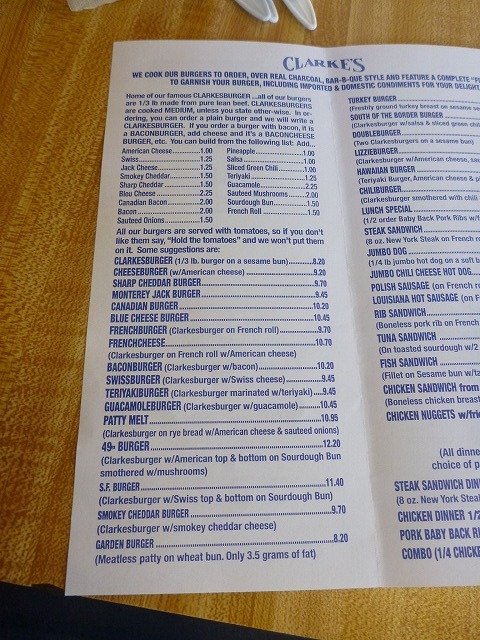 CLARKE'S
WE COOK OUR BURGERS TO ORDER, OVER REAL CHARCOAL, BAR-B-QUE STYLE AND FEATURE A COMPLETE
TO GARNISH YOUR BURGER, INCLUDING IMPORTED & DOMESTIC CONDIMENTS FOR YOUR DELIGHT
Home of our famous CLARKESBURGER ...all of our burgers
are 1/3 lb made from pure lean beef. CLARKESBURGERS
are cooked MEDIUM, unless you state other-wise. In or-
dering, you can order a plain burger and we will write a
CLARKESBURGER. If you order a burger with bacon, it is
a BACONBURGER, add cheese and it's a BACONCHEESE
BURGER, etc. You can build from the following list: Add...
American Cheese 1.00
Swiss 1.25
Jack Cheese 1.25
Smokey Cheddar 1.50
Sharp Cheddar 1.50
Bleu Cheese 2.25
Canadian Bacon 2.00
Bacon 2.00
Sauteed Onions 1.50
Pineapple 1.00
Salsa 1.00
Sliced Green Chili 1.00
Teriyaki 1.25
Guacamole 2.25
Sauteed Mushrooms 2.00
Sourdough Bun 1.50
French Roll 1.50
All our burgers are served with tomatoes, so if you don't
like them say, "Hold the tomatoes" and we won't put them
on it. Some suggestions are:
CLARKESBURGER (1/3 lb. burger on a sesame bun) 8.20
CHEESEBURGER (w/American cheese) 9.20
SHARP CHEDDAR BURGER 9.70
MONTEREY JACK BURGER 9.45
CANADIAN BURGER 10.20
BLUE CHEESE BURGER 10.45
FRENCHBURGER (Clarkesburger on French roll) 9.70
FRENCHCHEESE 10.70
(Clarkesburger on French roll w/American cheese)
BACONBURGER (Clarkesburger w/bacon) 10.20
SWISSBURGER (Clarkesburger w/Swiss cheese) 9.45
TERIYAKIBURGER (Clarkesburger marinated w/teriyaki) 9.45
GUACAMOLEBURGER (Clarkesburger w/guacamole) 10.45
PATTY MELT 10.95
(Clarkesburger on rye bread w/American cheese & sauteed onions)
49er BURGER 12.20
(Clarkesburger w/American top & bottom on Sourdough Bun
smothered w/mushrooms)
S.F. BURGER 11.40
(Clarkesburger w/Swiss top & bottom on Sourdough Bun)
SMOKEY CHEDDAR BURGER 9.70
(Clarkesburger w/smokey cheddar cheese)
GARDEN BURGER 8.20
(Meatless patty on wheat bun. Only 3.5 grams of fat)
TURKEY BURGER
(Freshly ground turkey breast on sesame
SOUTH OF THE BORDER BURGER
(Clarkesburger w/salsa & sliced green
DOUBLEBURGER
(Two Clarkesburgers on a sesame bun)
LIZZIEBURGER
(Clarkesburger w/American cheese,
HAWAIIAN BURGER
(Teriyaki Burger, American cheese &
CHILIBURGER
(Clarkesburger smothered with chili
LUNCH SPECIAL
(1/2 order Baby Back Pork Ribs
STEAK SANDWICH
(8 oz. New York Steak on French
JUMBO DOG
(1/4 lb jumbo hot dog on a soft
JUMBO CHILI CHEESE HOT DOG
POLISH SAUSAGE (on French
LOUISIANA HOT SAUSAGE (on
RIB SANDWICH
(Boneless pork rib on French
TUNA SANDWICH
(On toasted sourdough
FISH SANDWICH
(Fillet on Sesame bun
CHICKEN SANDWICH from
(Boneless chicken breast
CHICKEN NUGGETS
(All
choice of
STEAK SANDWICH
(8 oz. New York
CHICKEN DINNER
PORK BABY BACK
COMBO (1/4